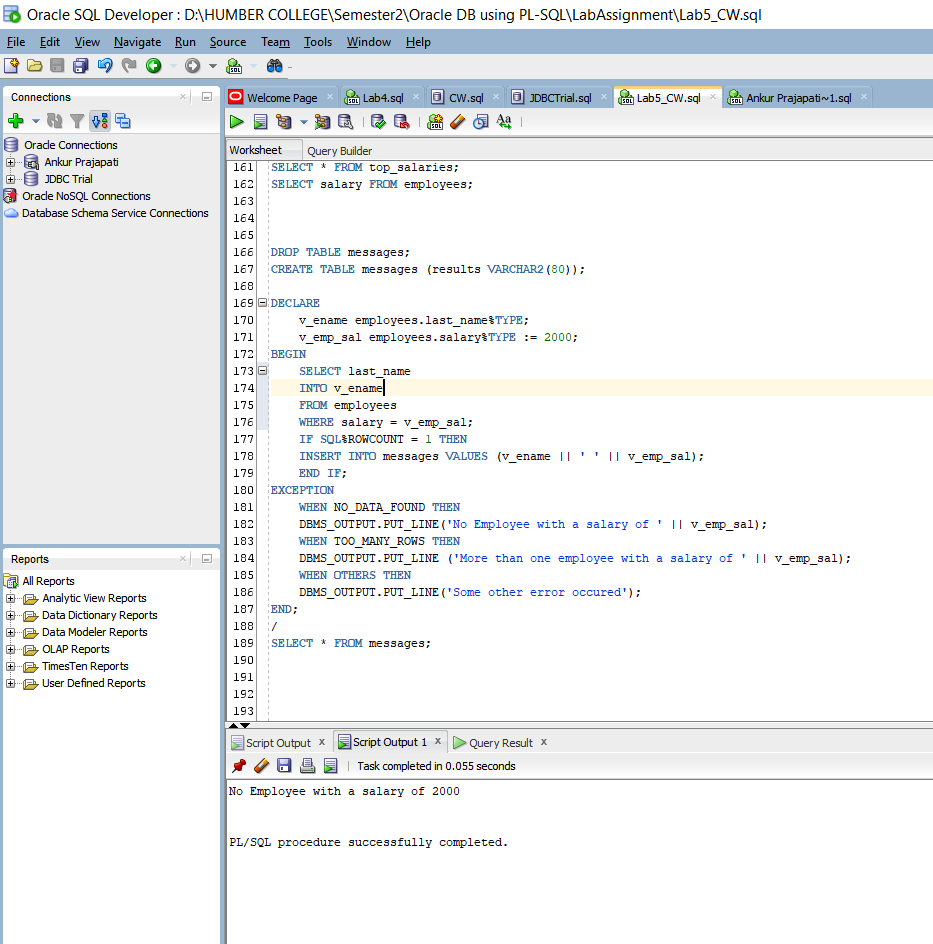 Oracle SQL Developer : D:\HUMBER COLLEGE\Semester2\Oracle DB using PL-SQL\LabAssignment\Lab5_CW.sql
File Edit View Navigate Run Source Team Tools Window Help
Connections
Oracle Connections
Ankur Prajapati
JDBC Trial
Oracle NoSQL Connections
Database Schema Service Connections
Reports
All Reports
Analytic View Reports
Data Dictionary Reports
Data Modeler Reports
OLAP Reports
TimesTen Reports
User Defined Reports
Welcome Page Lab4.sql CW.sql JDBCTrial.sql Lab5_CW.sql Ankur Prajapati~1.sql
Worksheet Query Builder
161 SELECT * FROM top_salaries;
162 SELECT salary FROM employees;
163
164
165
166 DROP TABLE messages;
167 CREATE TABLE messages (results VARCHAR2(80));
168
169 DECLARE
170 v_ename employees.last_name%TYPE;
171 v_emp_sal employees.salary%TYPE := 2000;
172 BEGIN
173 SELECT last_name
174 INTO v_ename
175 FROM employees
176 WHERE salary = v_emp_sal;
177 IF SQL%ROWCOUNT = 1 THEN
178 INSERT INTO messages VALUES (v_ename || ' ' || v_emp_sal);
179 END IF;
180 EXCEPTION
181 WHEN NO_DATA_FOUND THEN
182 DBMS_OUTPUT.PUT_LINE('No Employee with a salary of ' || v_emp_sal);
183 WHEN TOO_MANY_ROWS THEN
184 DBMS_OUTPUT.PUT_LINE ('More than one employee with a salary of ' || v_emp_sal);
185 WHEN OTHERS THEN
186 DBMS_OUTPUT.PUT_LINE('Some other error occured');
187 END;
188 /
189 SELECT * FROM messages;
190
191
192
193
Script Output x Script Output 1 x Query Result x
Task completed in 0.055 seconds
No Employee with a salary of 2000
PL/SQL procedure successfully completed.